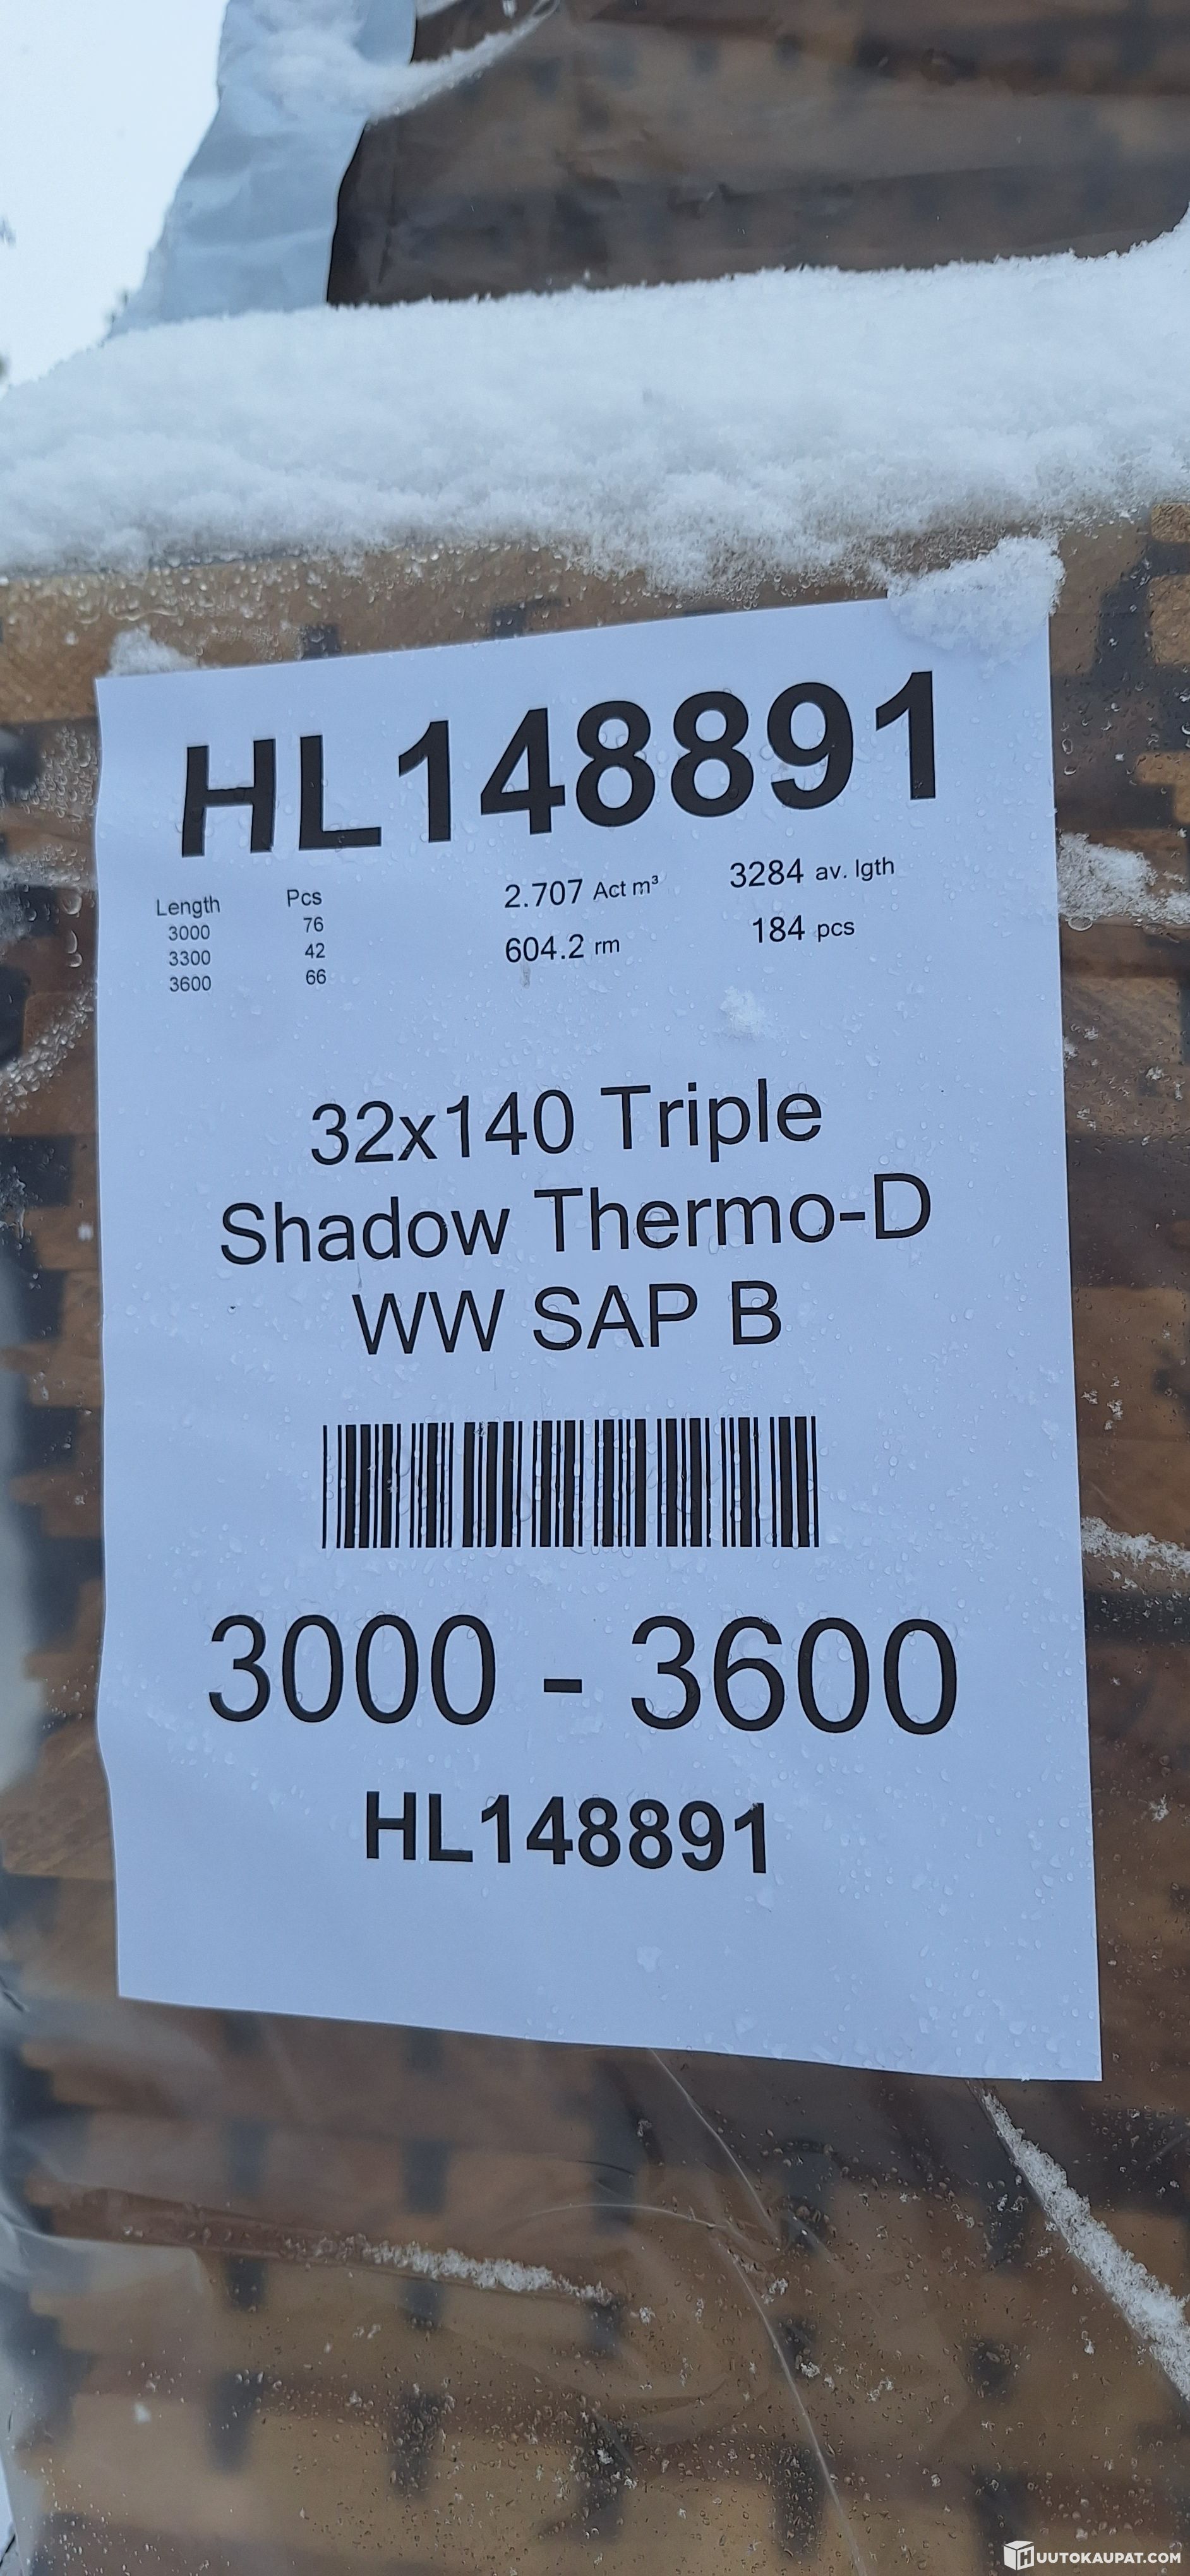 HL148891
Length Pcs 2.707 Act m³ 3284 av. lgth
3000 76
3300 42 604.2 rm 184 pcs
3600 66
32x140 Triple
Shadow Thermo-D
WW SAP B
3000 - 3600
HL148891
HUUTOKAUPAT.COM